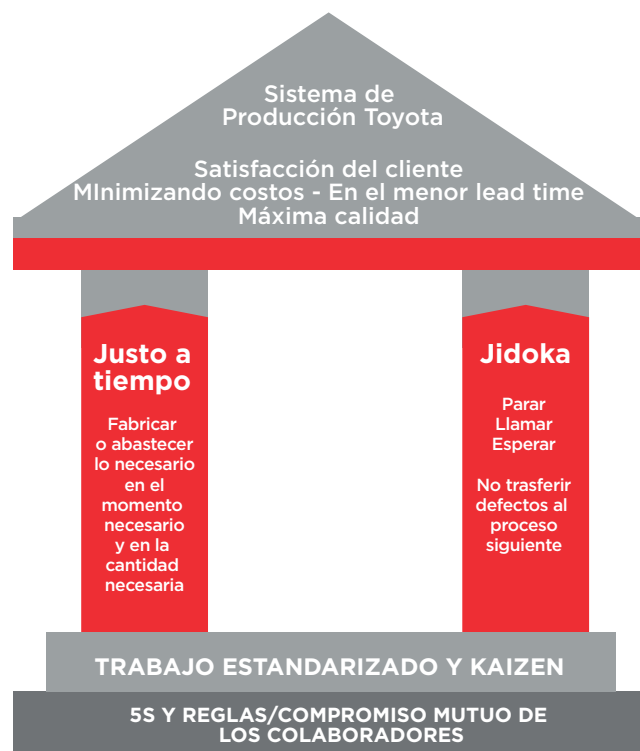 Sistema de
Producción Toyota
Satisfacción del cliente
MInimizando costos - En el menor lead time
Máxima calidad
Justo a
tiempo
Fabricar
o abastecer
lo necesario
en el
momento
necesario
y en la
cantidad
necesaria
Jidoka
Parar
Llamar
Esperar
No trasferir
defectos al
proceso
siguiente
TRABAJO ESTANDARIZADO Y KAIZEN
5S Y REGLAS/COMPROMISO MUTUO DE
LOS COLABORADORES